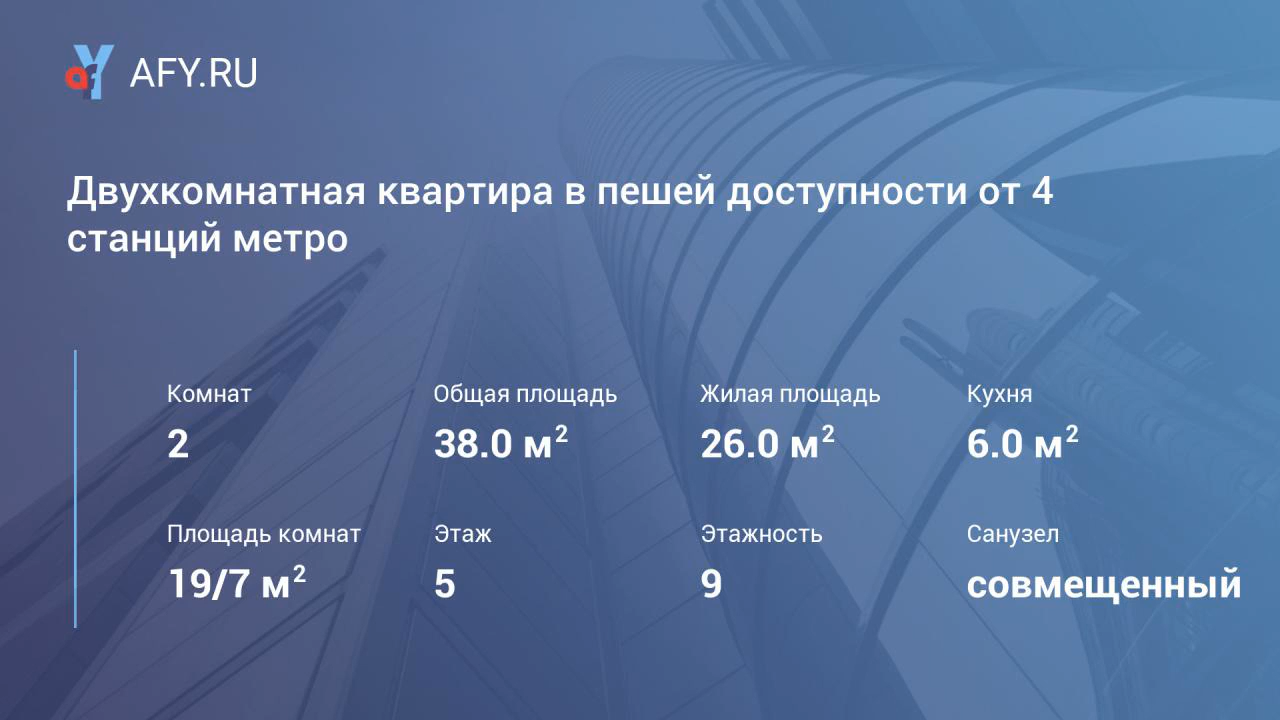 afY AFY.RU
Двухкомнатная квартира в пешей доступности от 4
станций метро
Комнат
2
Общая площадь
38.0 м²
Жилая площадь
26.0 м²
Кухня
6.0 м²
Площадь комнат
19/7 м²
Этаж
5
Этажность
9
Санузел
совмещенный